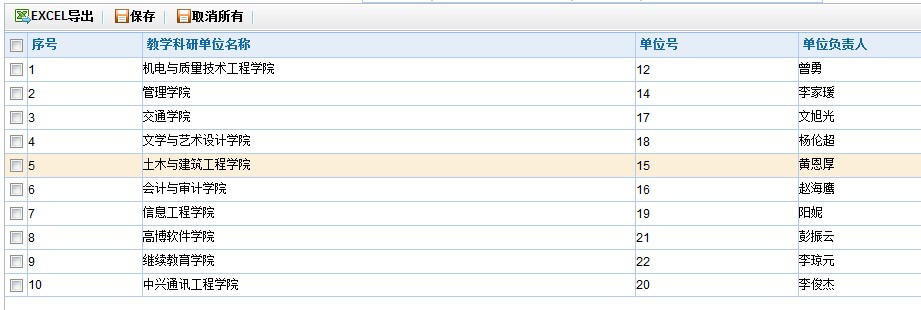 EXCEL导出 保存 取消所有
序号 教学科研单位名称 单位号 单位负责人
1 机电与质量技术工程学院 12 曾勇
2 管理学院 14 李家瑗
3 交通学院 17 文旭光
4 文学与艺术设计学院 18 杨伦超
5 土木与建筑工程学院 15 黄恩厚
6 会计与审计学院 16 赵海鹰
7 信息工程学院 19 阳妮
8 高博软件学院 21 彭振云
9 继续教育学院 22 李琼元
10 中兴通讯工程学院 20 李俊杰